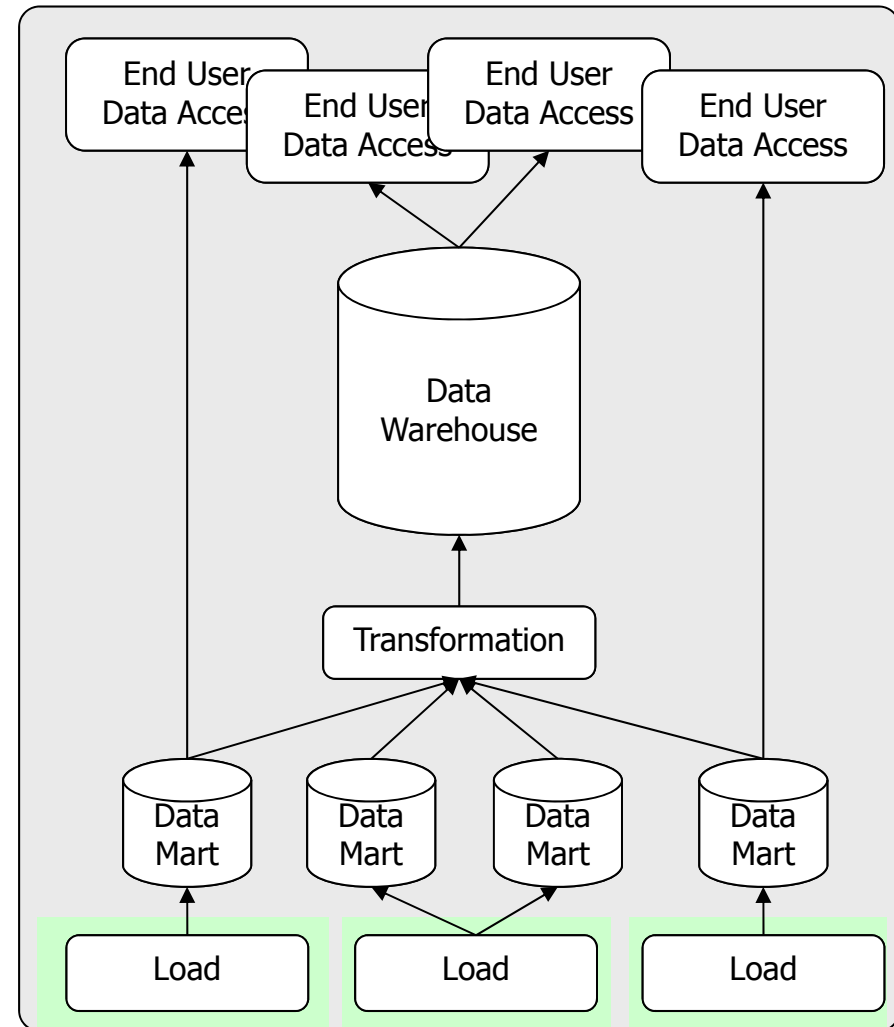 End User
Data Access
End User
Data Access
End User
Data Access
End User
Data Access
Data
Warehouse
Transformation
Data
Mart
Data
Mart
Data
Mart
Data
Mart
Load
Load
Load